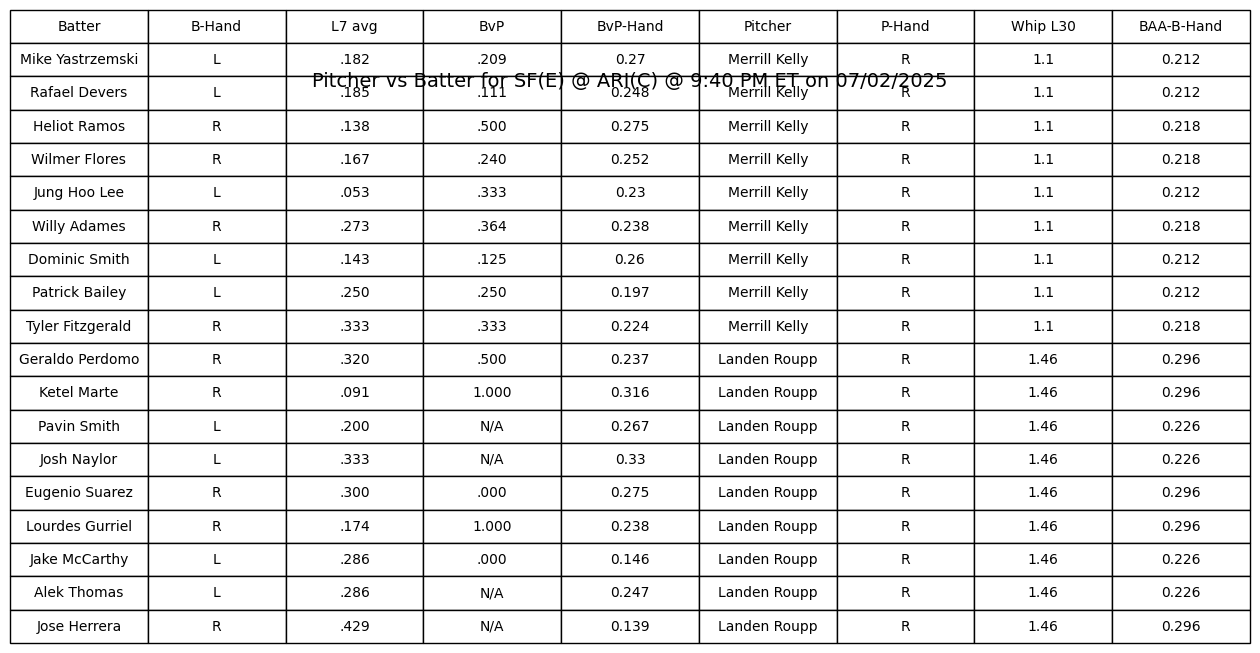 Batter B-Hand L7 avg BvP BvP-Hand Pitcher P-Hand Whip L30 BAA-B-Hand
Mike Yastrzemski L .182 .209 0.27 Merrill Kelly R 1.1 0.212
Pitcher vs Batter for SF(E) @ ARI(C) @ 9:40 PM ET on 07/02/2025
Rafael Devers L .185 .111 0.248 Merrill Kelly R 1.1 0.212
Heliot Ramos R .138 .500 0.275 Merrill Kelly R 1.1 0.218
Wilmer Flores R .167 .240 0.252 Merrill Kelly R 1.1 0.218
Jung Hoo Lee L .053 .333 0.23 Merrill Kelly R 1.1 0.212
Willy Adames R .273 .364 0.238 Merrill Kelly R 1.1 0.218
Dominic Smith L .143 .125 0.26 Merrill Kelly R 1.1 0.212
Patrick Bailey L .250 .250 0.197 Merrill Kelly R 1.1 0.212
Tyler Fitzgerald R .333 .333 0.224 Merrill Kelly R 1.1 0.218
Geraldo Perdomo R .320 .500 0.237 Landen Roupp R 1.46 0.296
Ketel Marte R .091 1.000 0.316 Landen Roupp R 1.46 0.296
Pavin Smith L .200 N/A 0.267 Landen Roupp R 1.46 0.226
Josh Naylor L .333 N/A 0.33 Landen Roupp R 1.46 0.226
Eugenio Suarez R .300 .000 0.275 Landen Roupp R 1.46 0.296
Lourdes Gurriel R .174 1.000 0.238 Landen Roupp R 1.46 0.296
Jake McCarthy L .286 .000 0.146 Landen Roupp R 1.46 0.226
Alek Thomas L .286 N/A 0.247 Landen Roupp R 1.46 0.226
Jose Herrera R .429 N/A 0.139 Landen Roupp R 1.46 0.296